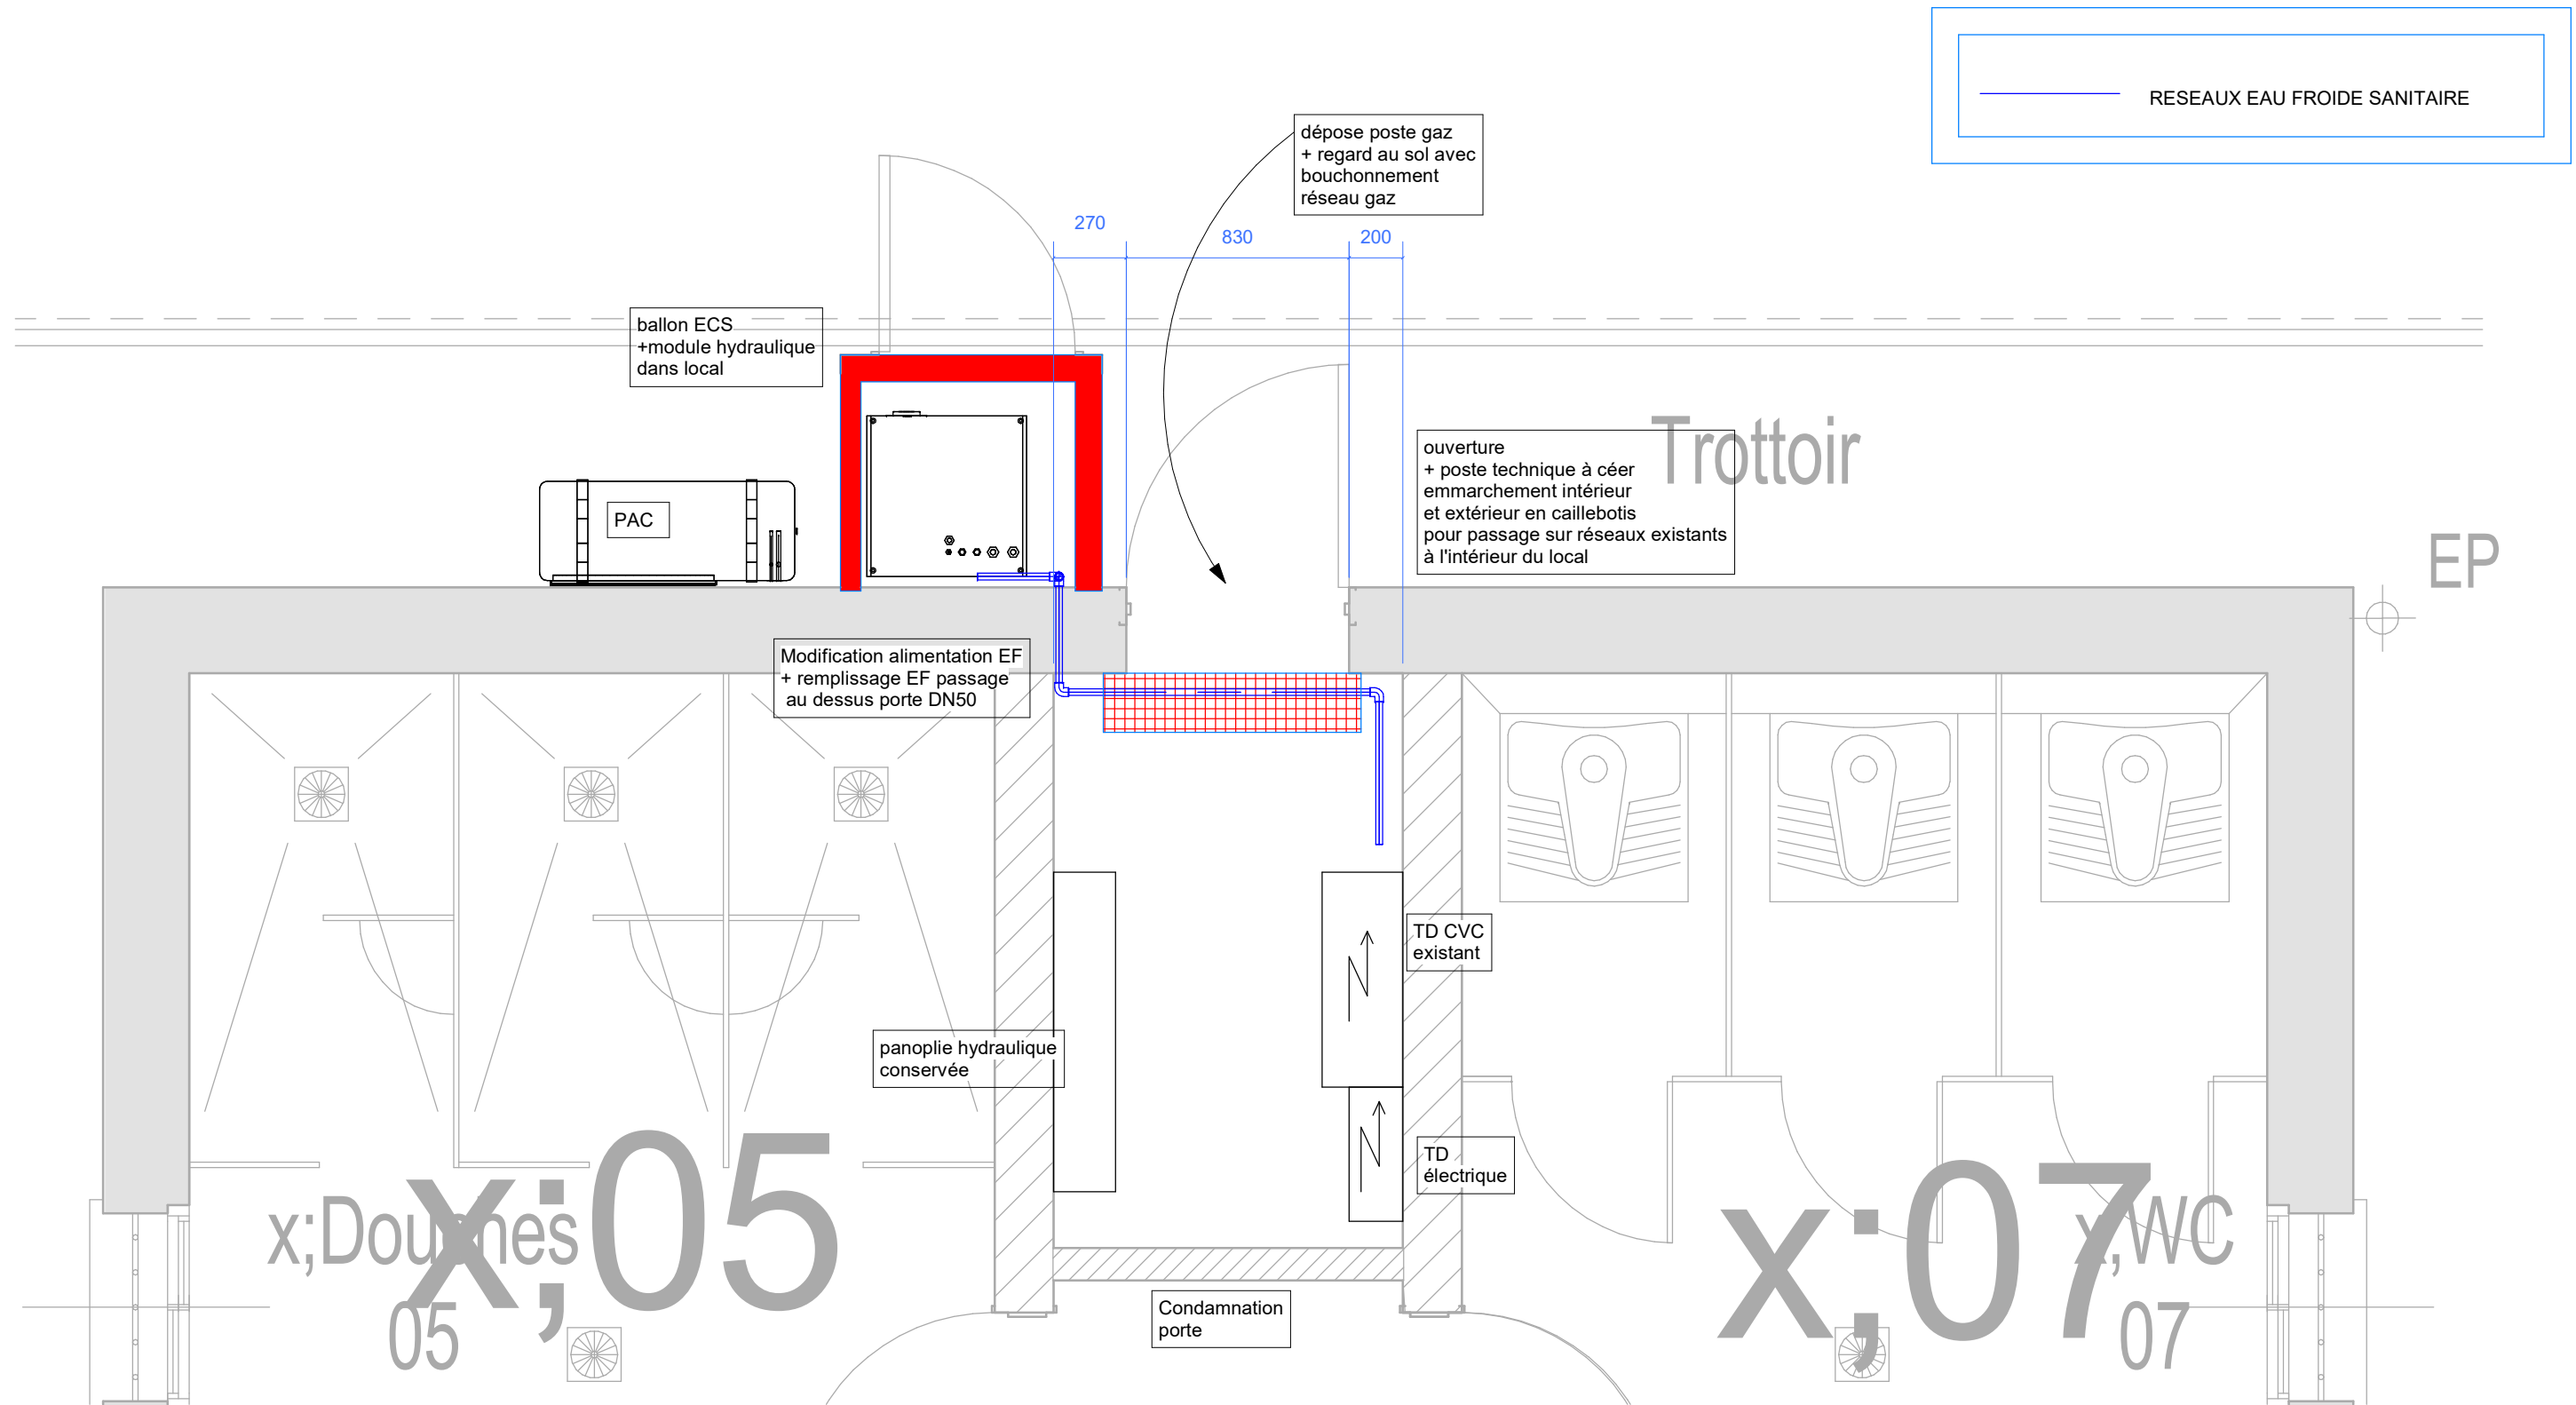 RESEAUX EAU FROIDE SANITAIRE
dépose poste gaz
+ regard au sol avec
bouchonnement
réseau gaz
270
830
200
ballon ECS
+module hydraulique
dans local
Trottoir
ouverture
+ poste technique à céer
emmarchement intérieur
et extérieur en caillebotis
pour passage sur réseaux existants
à l'intérieur du local
PAC
EP
Modification alimentation EF
+ remplissage EF passage
au dessus porte DN50
TD CVC
existant
panoplie hydraulique
conservée
TD
électrique
x;05
x;Douches
05
x;07
x;WC
07
Condamnation
porte